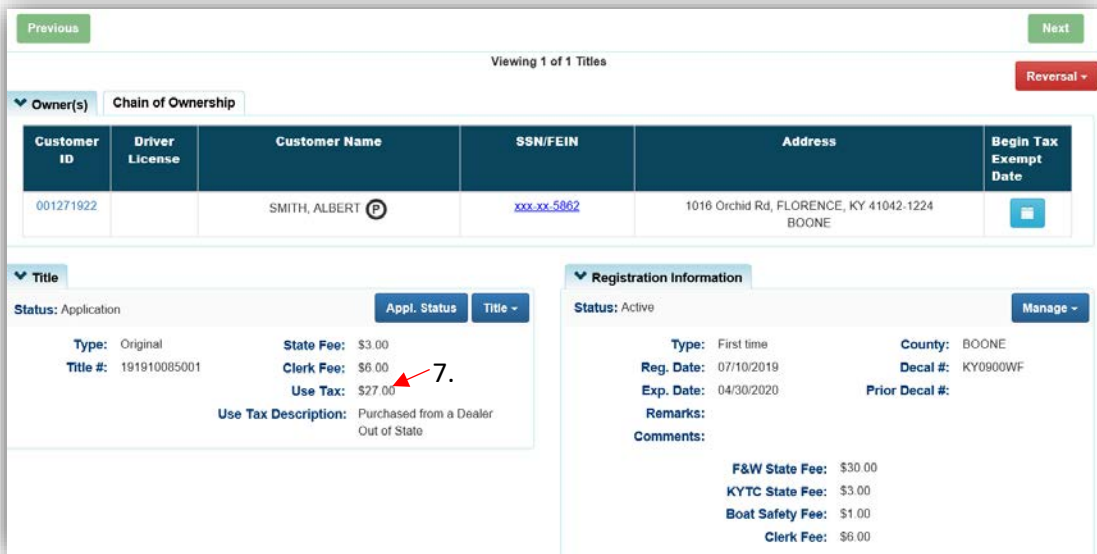 Previous
Next
Viewing 1 of 1 Titles
Reversal
Owner(s) Chain of Ownership
Customer ID Driver License Customer Name SSN/FEIN Address Begin Tax Exempt Date
001271922 SMITH, ALBERT P xxx-xx-5862 1016 Orchid Rd, FLORENCE, KY 41042-1224
BOONE
Title
Status: Application Appl. Status Title
Type: Original State Fee: $3.00
Title #: 191910085001 Clerk Fee: $6.00
Use Tax: $27.00 7.
Use Tax Description: Purchased from a Dealer
Out of State
Registration Information
Status: Active Manage
Type: First time County: BOONE
Reg. Date: 07/10/2019 Decal #: KY0900WF
Exp. Date: 04/30/2020 Prior Decal #:
Remarks:
Comments:
F&W State Fee: $30.00
KYTC State Fee: $3.00
Boat Safety Fee: $1.00
Clerk Fee: $6.00